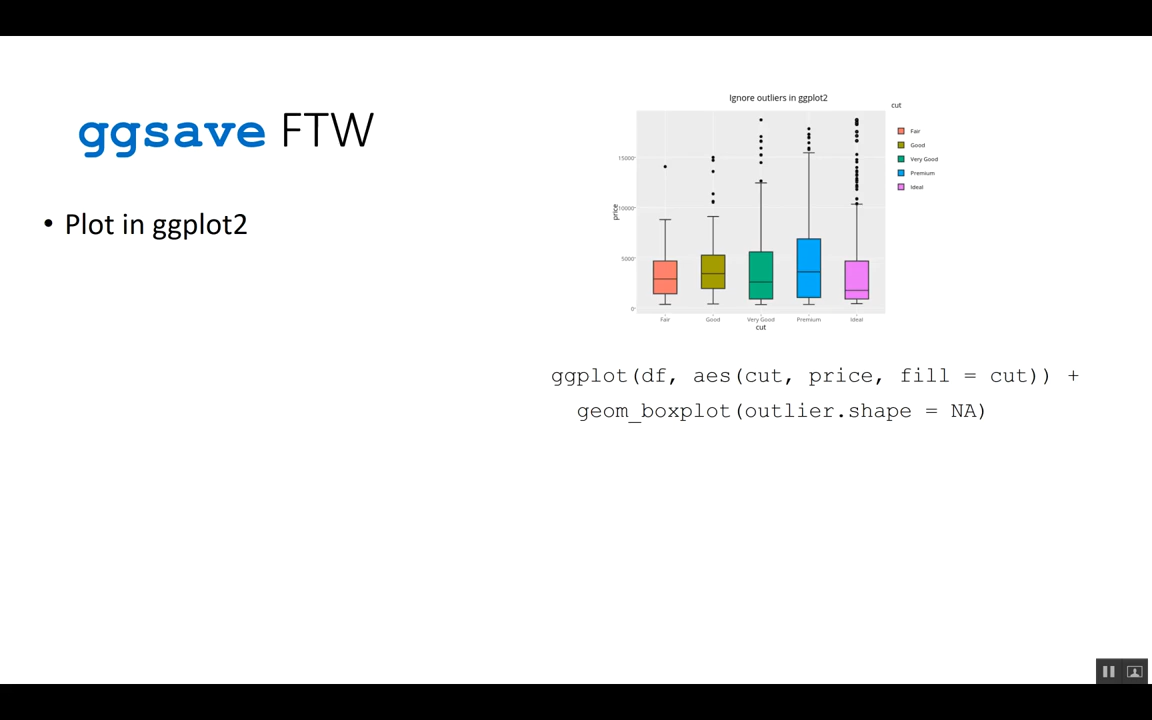 ggsave FTW
• Plot in ggplot2
Ignore outliers in ggplot2
cut
Fair
Good
Very Good
Premium
Ideal
15000
10000
5000
0
price
Fair Good Very Good Premium Ideal
cut
ggplot(df, aes(cut, price, fill = cut)) +
geom_boxplot(outlier.shape = NA)